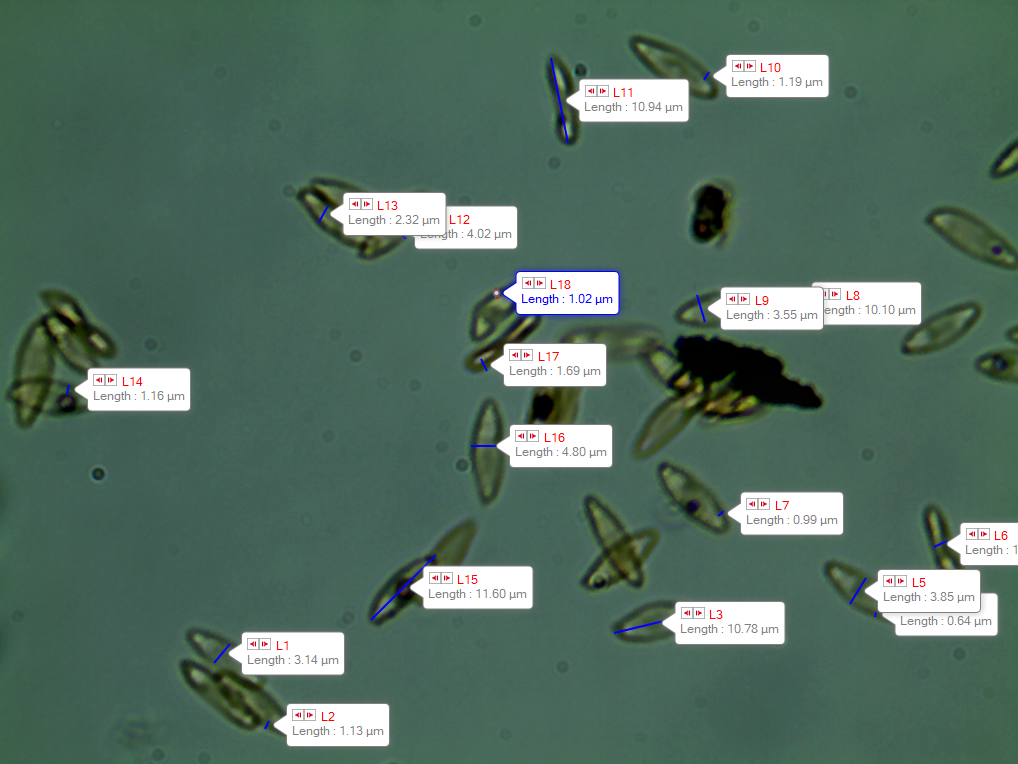 L10
Length : 1.19 µm
L11
Length : 10.94 µm
L13
Length : 2.32 µm
L12
4.02 µm
L18
Length : 1.02 µm
L9
Length : 3.55 µm
L8
ength : 10.10 µm
L17
Length : 1.69 µm
L14
Length : 1.16 µm
L16
Length : 4.80 µm
L7
Length : 0.99 µm
L6
Length : 1
L15
Length : 11.60 µm
L5
Length : 3.85 µm
Length : 0.64 µm
L3
Length : 10.78 µm
L1
Length : 3.14 µm
L2
Length : 1.13 µm